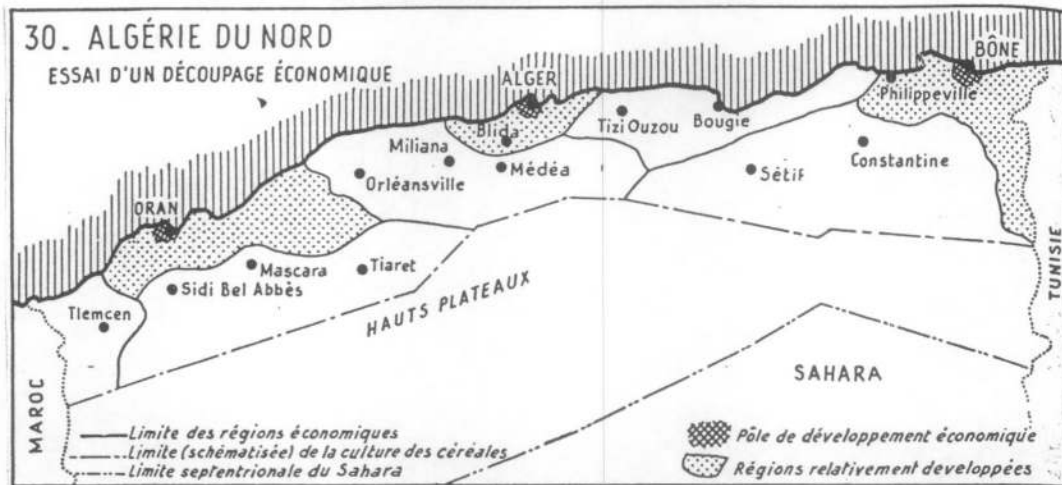 30. ALGÉRIE DU NORD
ESSAI D'UN DÉCOUPAGE ÉCONOMIQUE
BÔNE
ALGER
Philippeville
Tizi Ouzou
Bougie
Blida
Miliana
Médéa
Constantine
Sétif
Orléansville
ORAN
Mascara
Tiaret
Sidi Bel Abbès
Tlemcen
HAUTS PLATEAUX
SAHARA
MAROC
TUNISIE
Limite des régions économiques
Limite (schématisée) de la culture des céréales
Limite septentrionale du Sahara
Pôle de développement économique
Régions relativement developpées